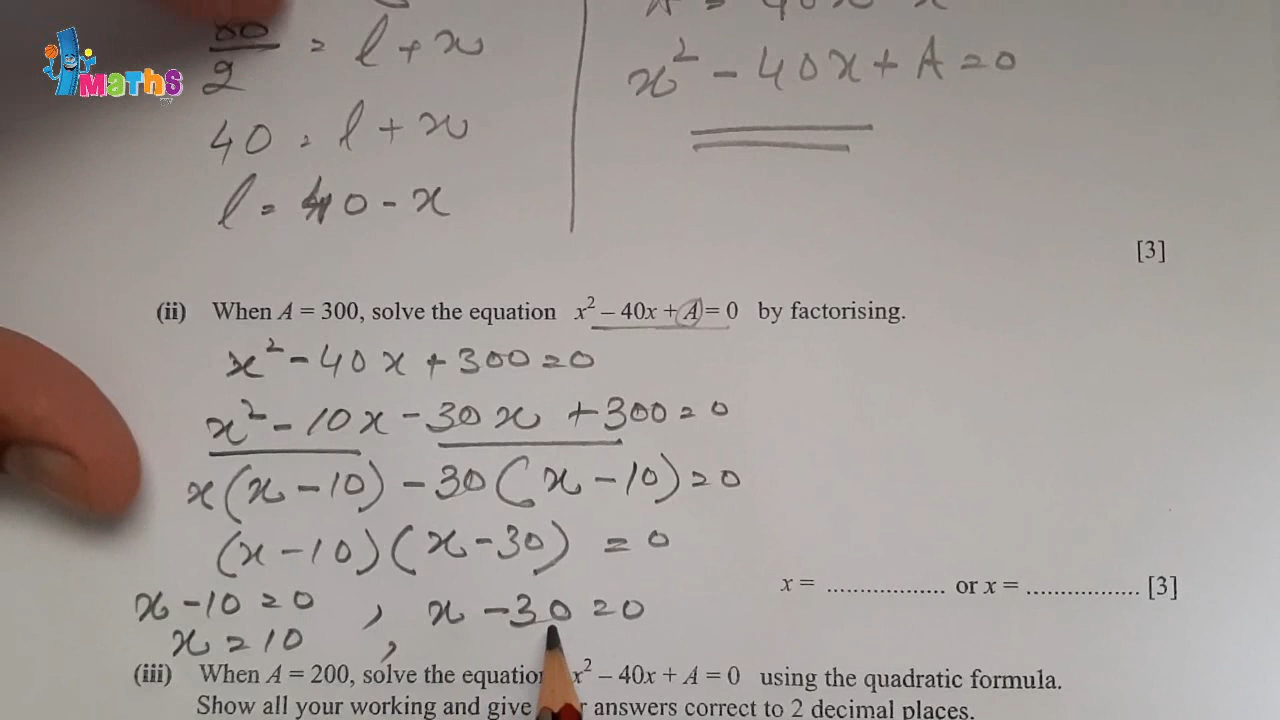 1 Maths
80/2 = l + x
40 = l + x
l = 40 - x
x² - 40x + A = 0
[3]
(ii) When A = 300, solve the equation x² – 40x + A = 0 by factorising.
x² - 40x + 300 = 0
x² - 10x - 30x + 300 = 0
x(x - 10) - 30(x - 10) = 0
(x - 10)(x - 30) = 0
x = .................. or x = .................. [3]
x - 10 = 0 , x - 30 = 0
x = 10 ,
(iii) When A = 200, solve the equation x² – 40x + A = 0 using the quadratic formula.
Show all your working and give answers correct to 2 decimal places.